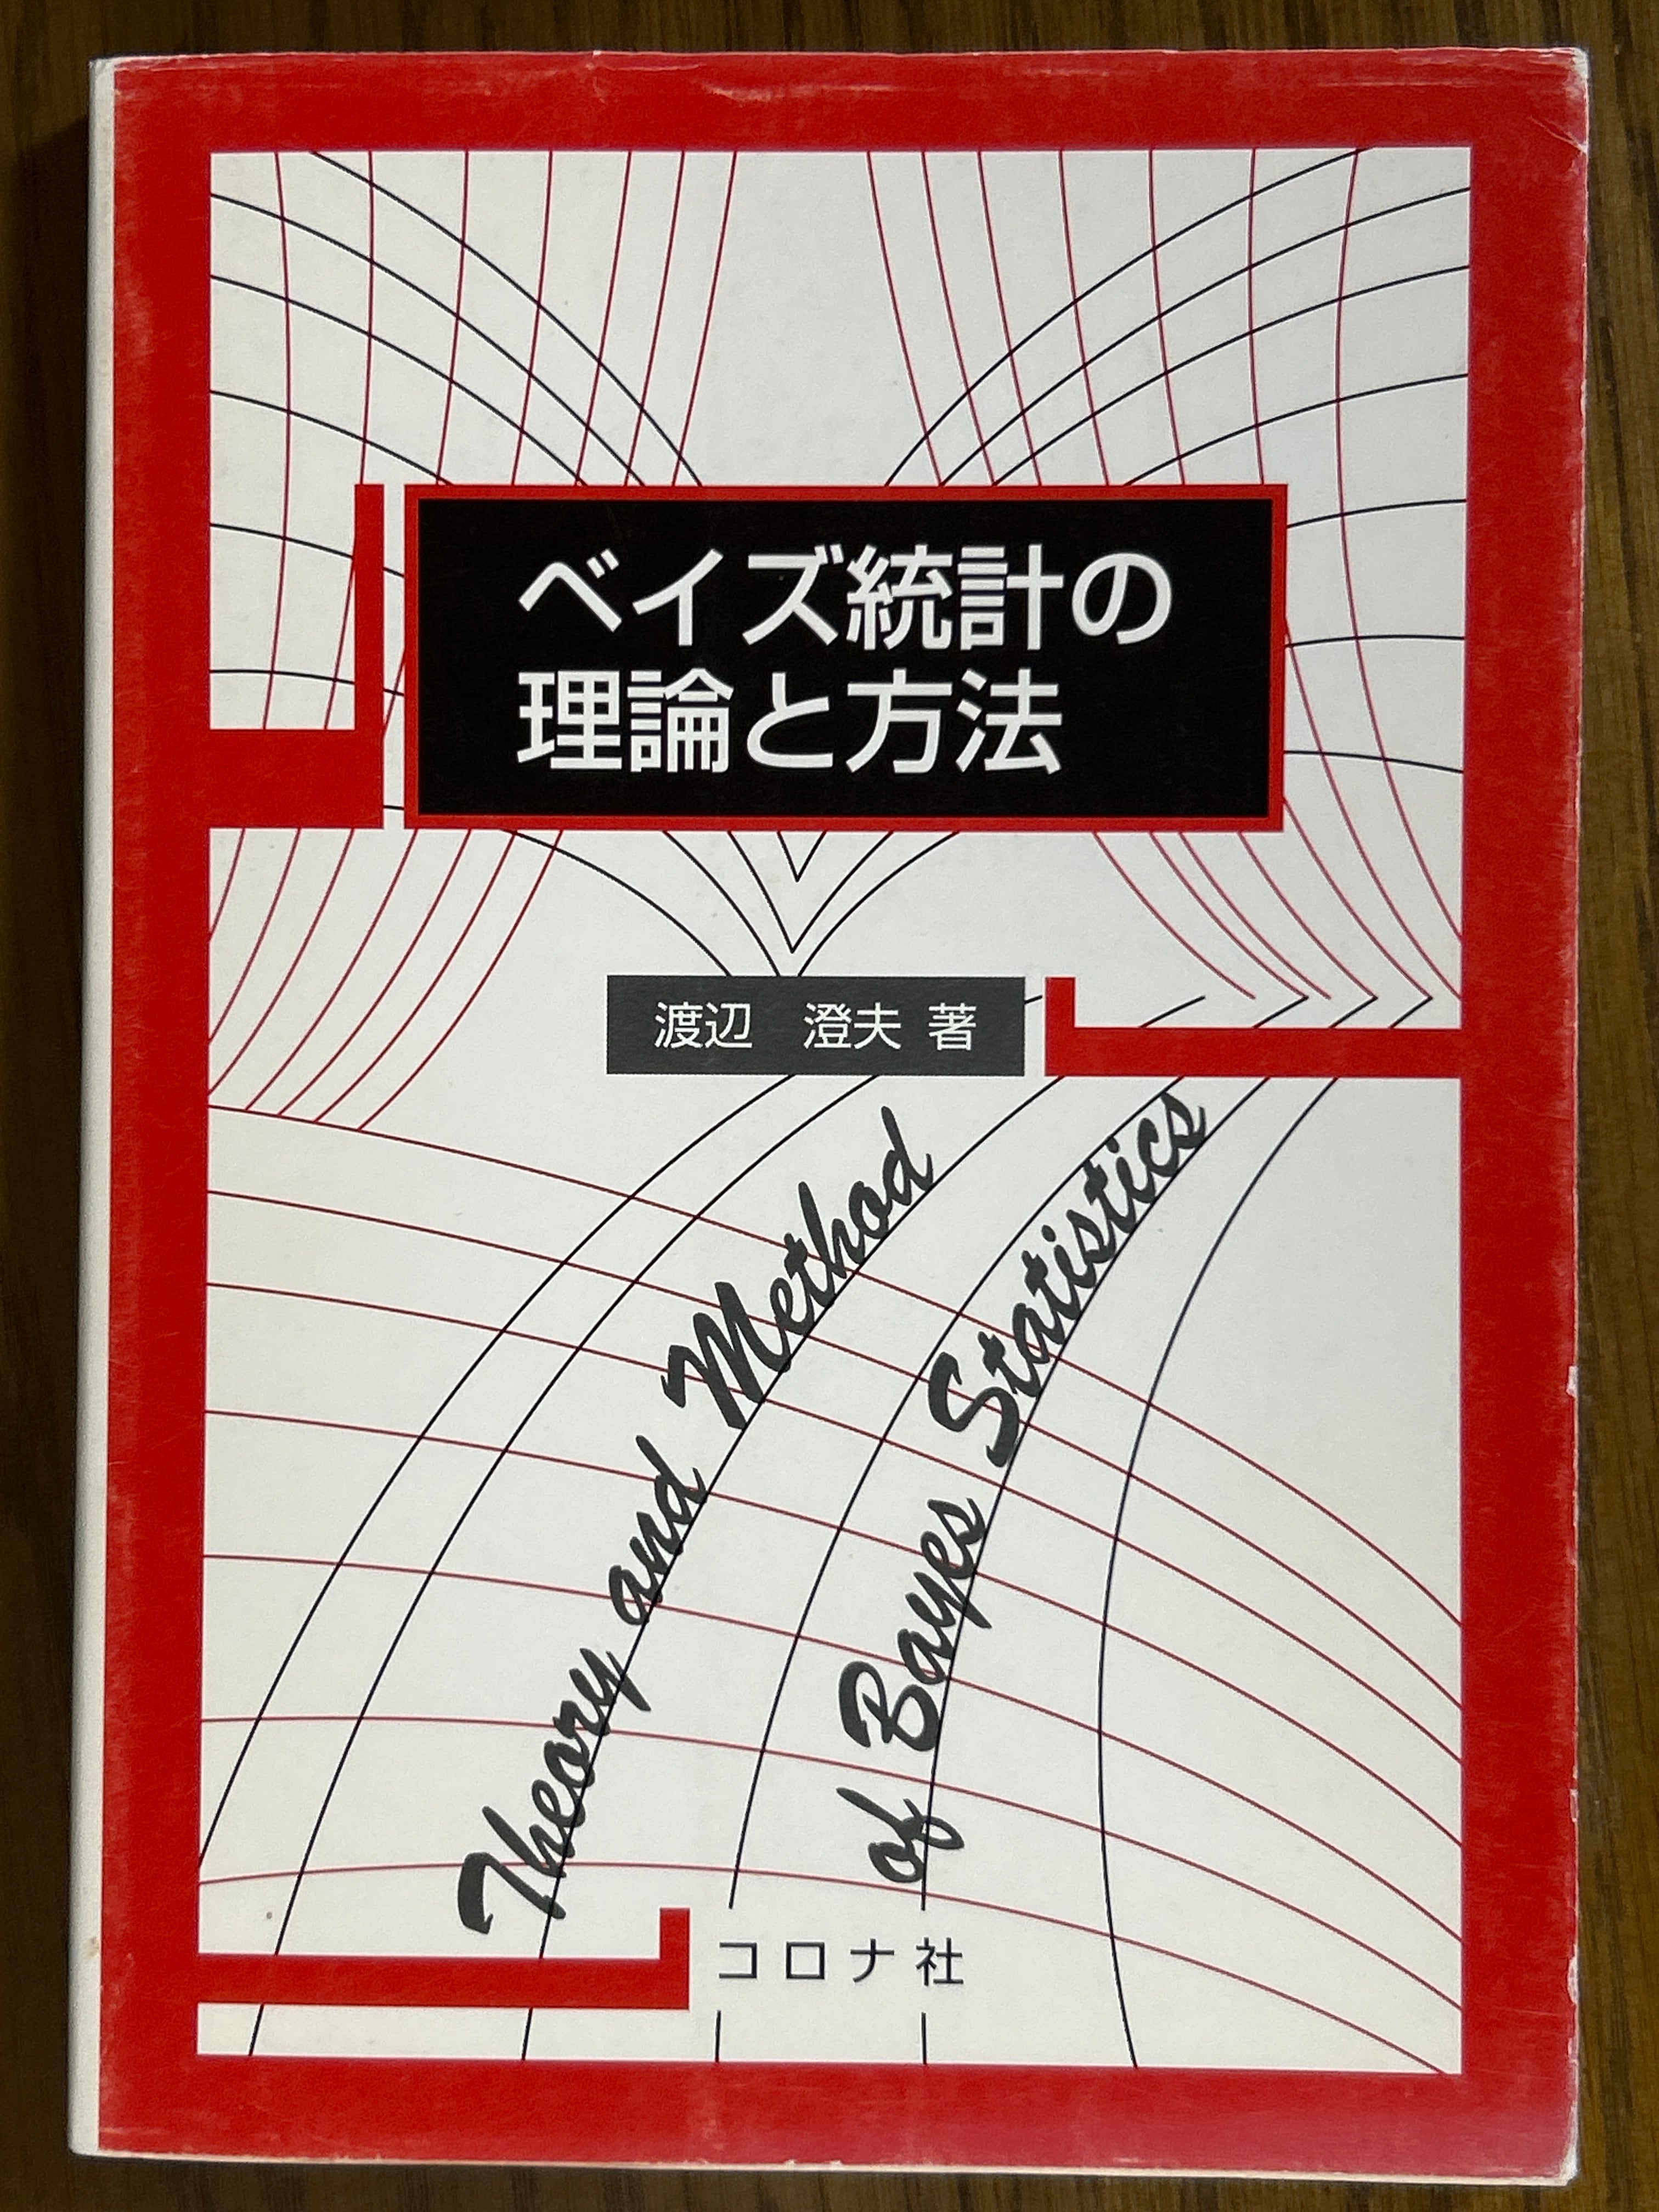 ベイズ統計の
理論と方法
渡辺 澄夫 著
Theory and Method
of Bayes Statistics
コロナ社